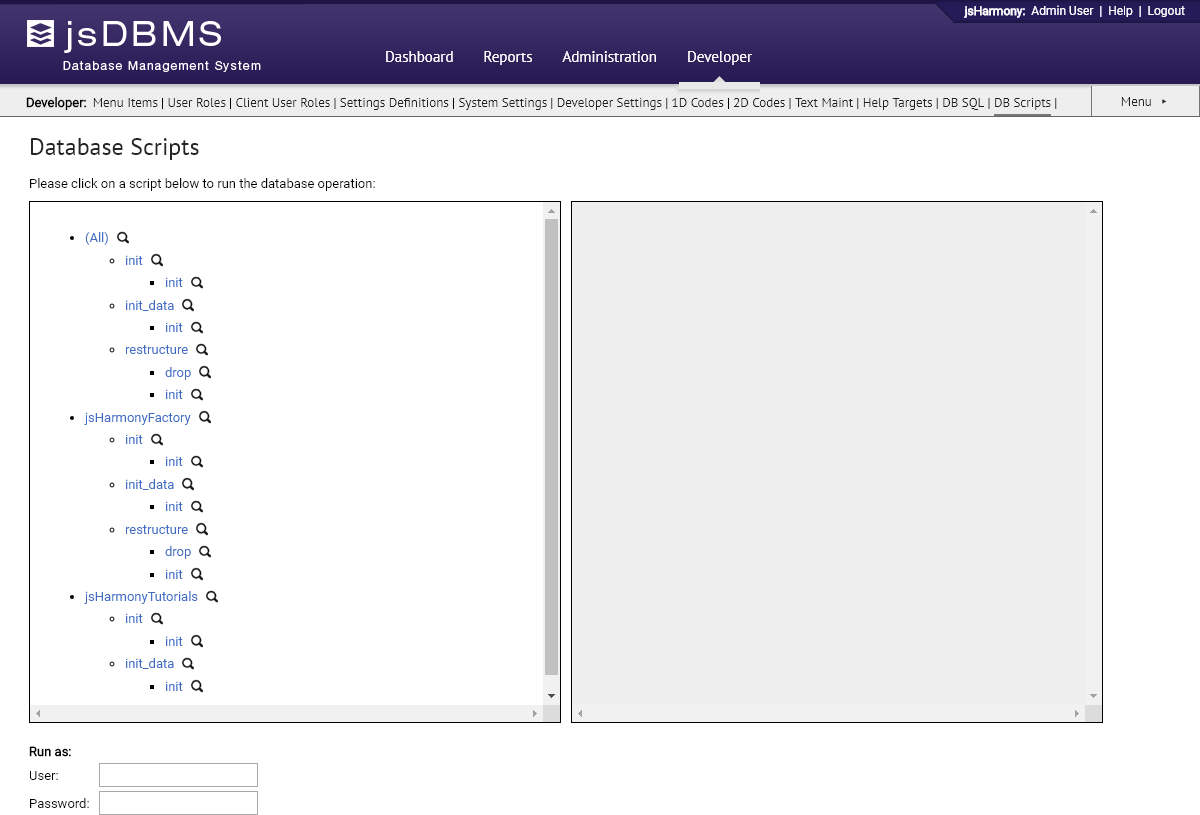 jsHarmony: Admin User | Help | Logout
jsDBMS
Database Management System
Dashboard Reports Administration Developer
Developer: Menu Items | User Roles | Client User Roles | Settings Definitions | System Settings | Developer Settings | 1D Codes | 2D Codes | Text Maint | Help Targets | DB SQL | DB Scripts | Menu
Database Scripts
Please click on a script below to run the database operation:
(All)
init
init
init_data
init
restructure
drop
init
jsHarmonyFactory
init
init
init_data
init
restructure
drop
init
jsHarmonyTutorials
init
init
init_data
init
Run as:
User:
Password: